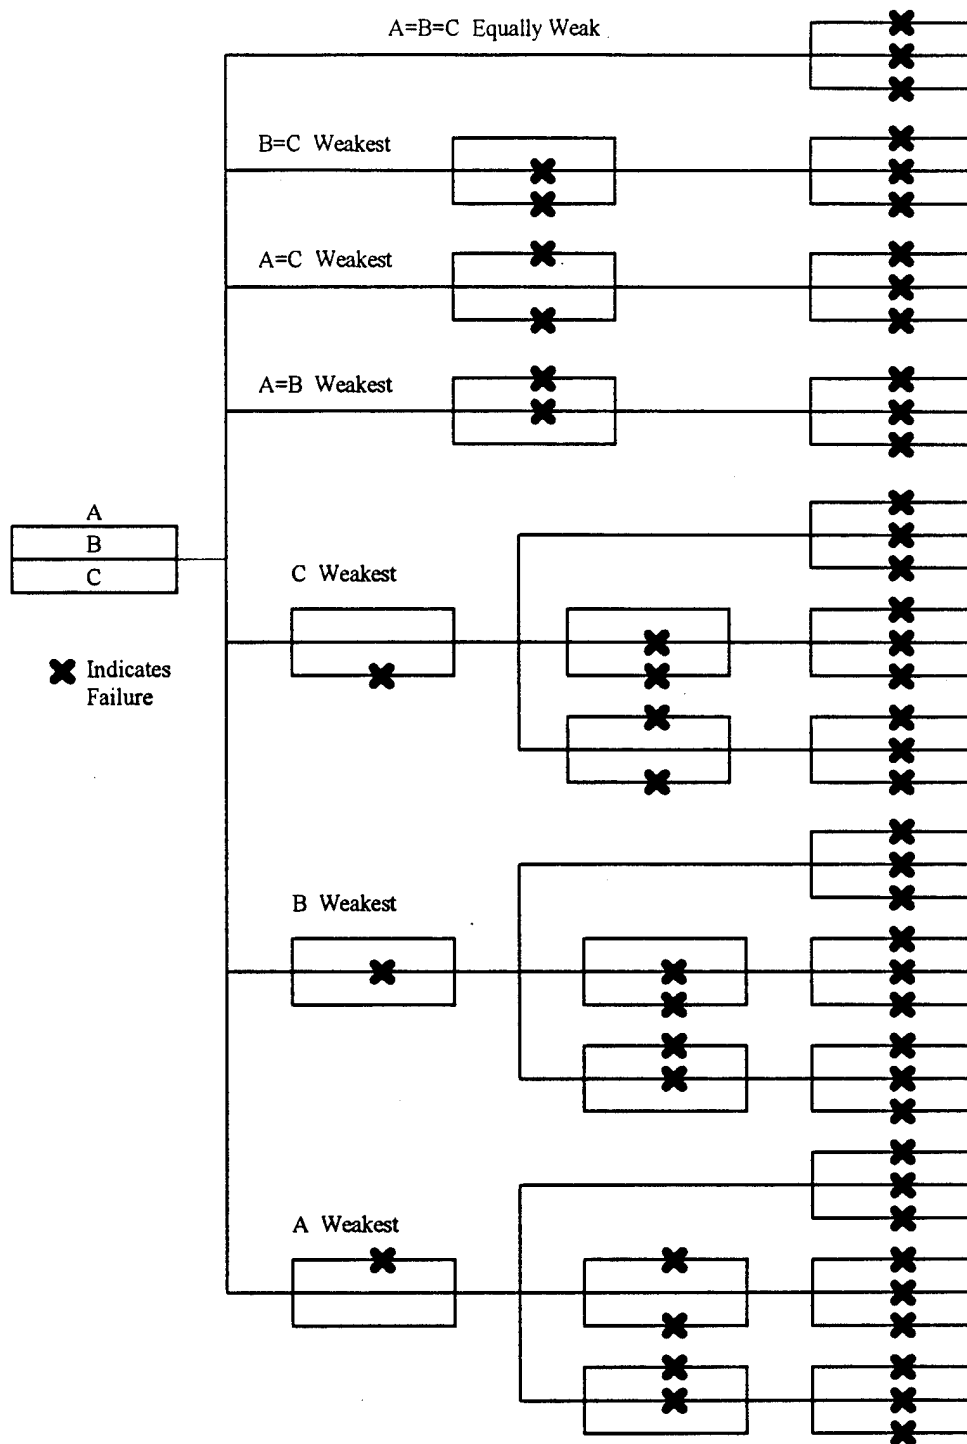 A=B=C Equally Weak
B=C Weakest
A=C Weakest
A=B Weakest
A
B
C
C Weakest
Indicates
Failure
B Weakest
A Weakest